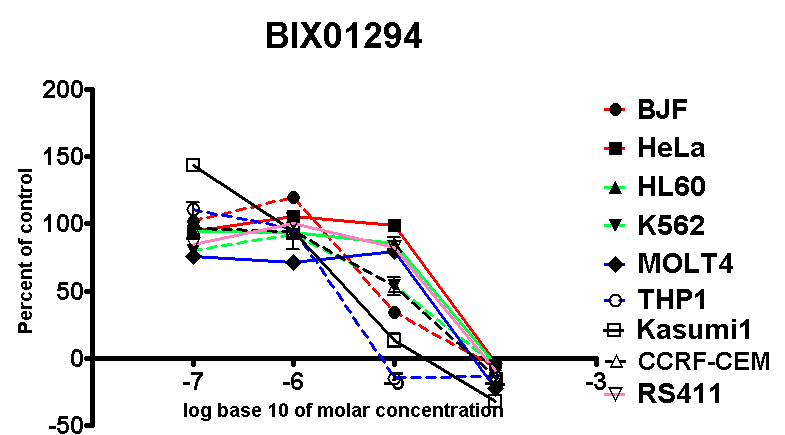 BIX01294
200
150
100
50
0
-50
Percent of control
-7 -6 -5 -4 -3
log base 10 of molar concentration
BJF
HeLa
HL60
K562
MOLT4
THP1
Kasumi1
CCRF-CEM
RS411